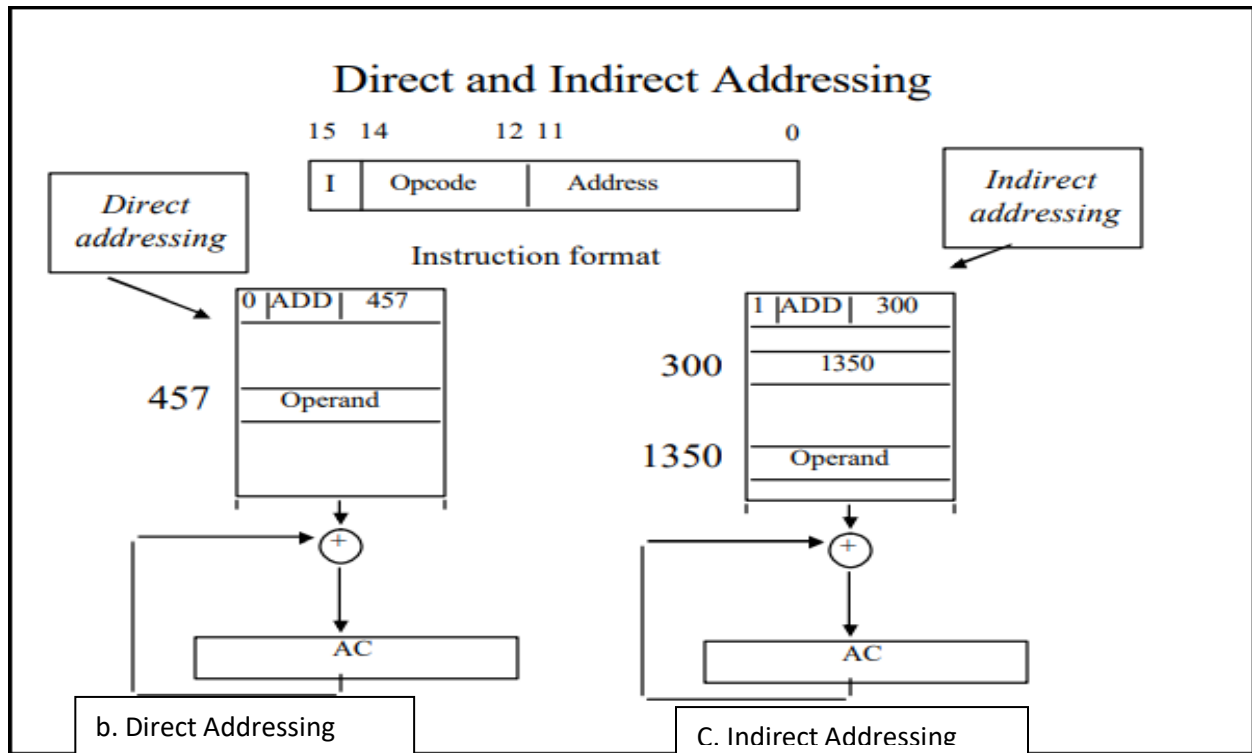 Direct and Indirect Addressing
15 14 12 11 0
I Opcode Address
Direct
addressing
Indirect
addressing
Instruction format
0 ADD 457
457
Operand
+
AC
b. Direct Addressing
1 ADD 300
300
1350
1350
Operand
+
AC
C. Indirect Addressing